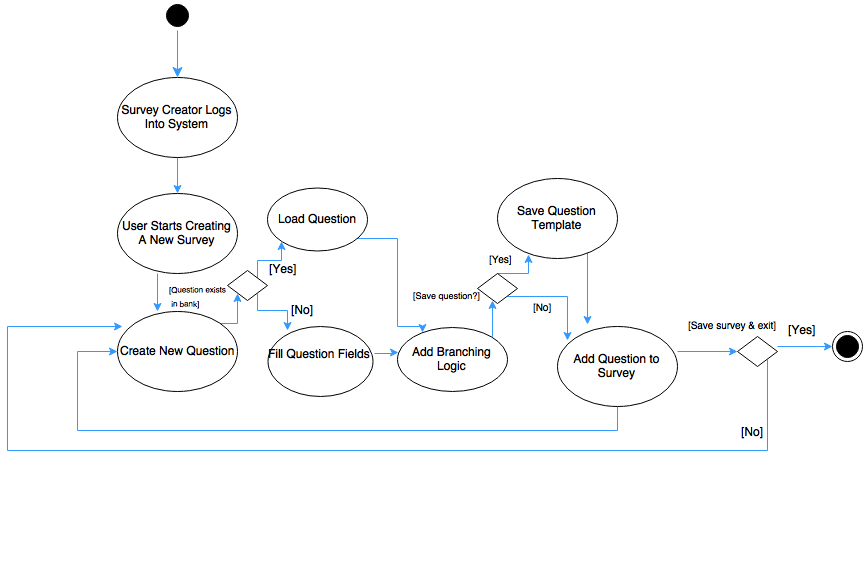 Survey Creator Logs
Into System
User Starts Creating
A New Survey
[Question exists
in bank]
Create New Question
Load Question
[Yes]
[No]
Fill Question Fields
Add Branching
Logic
[Save question?]
[Yes]
[No]
Save Question
Template
Add Question to
Survey
[Save survey & exit]
[Yes]
[No]